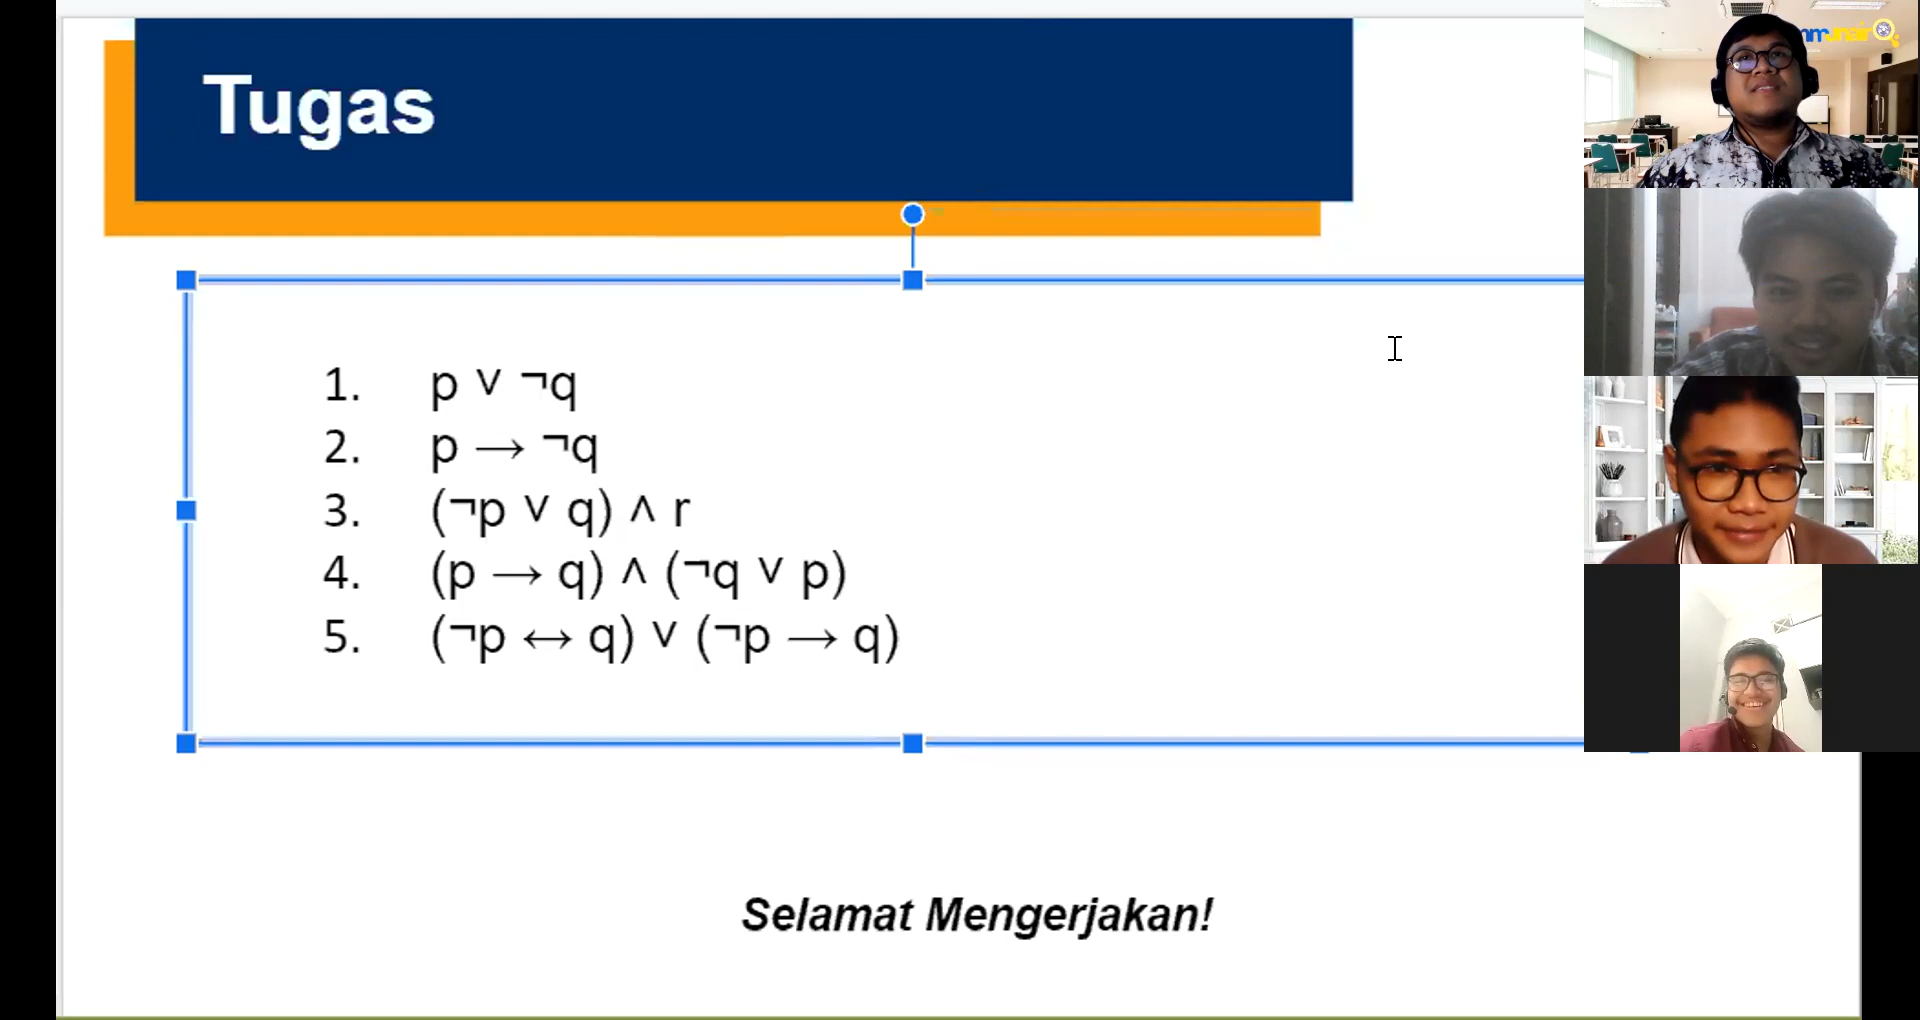 Tugas
1. p ∨ ¬q
2. p → ¬q
3. (¬p ∨ q) ∧ r
4. (p → q) ∧ (¬q ∨ p)
5. (¬p ↔ q) ∨ (¬p → q)
Selamat Mengerjakan!